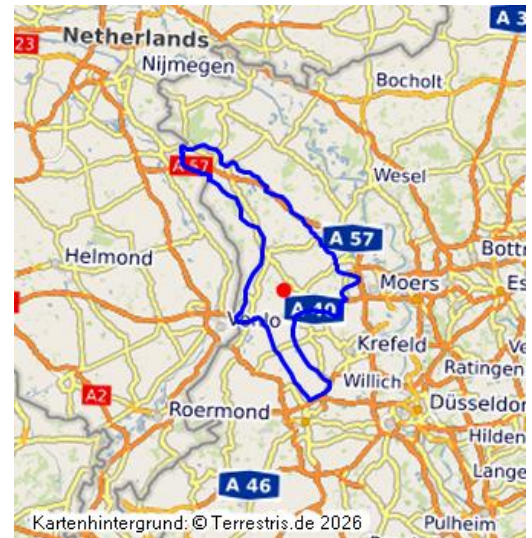 A 3
Netherlands
23
Nijmegen
Bocholt
A 57
Wesel
A 57
Helmond
Bottr
Moers
Es
A 40
Venlo
Krefeld
Ve
Ratingen
Willich
A2
Roermond
Düsseldor
Hilden
Lange
A 46
Pulheim
Kartenhintergrund: © Terrestris.de 2026